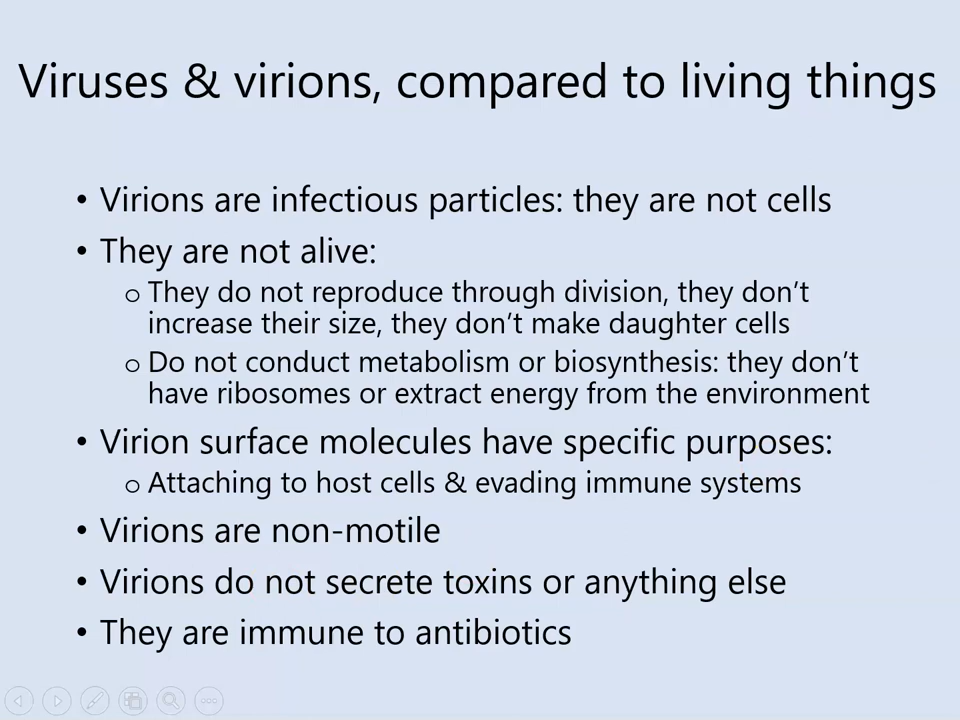 Viruses & virions, compared to living things
• Virions are infectious particles: they are not cells
• They are not alive:
o They do not reproduce through division, they don’t
increase their size, they don’t make daughter cells
o Do not conduct metabolism or biosynthesis: they don’t
have ribosomes or extract energy from the environment
• Virion surface molecules have specific purposes:
o Attaching to host cells & evading immune systems
• Virions are non-motile
• Virions do not secrete toxins or anything else
• They are immune to antibiotics